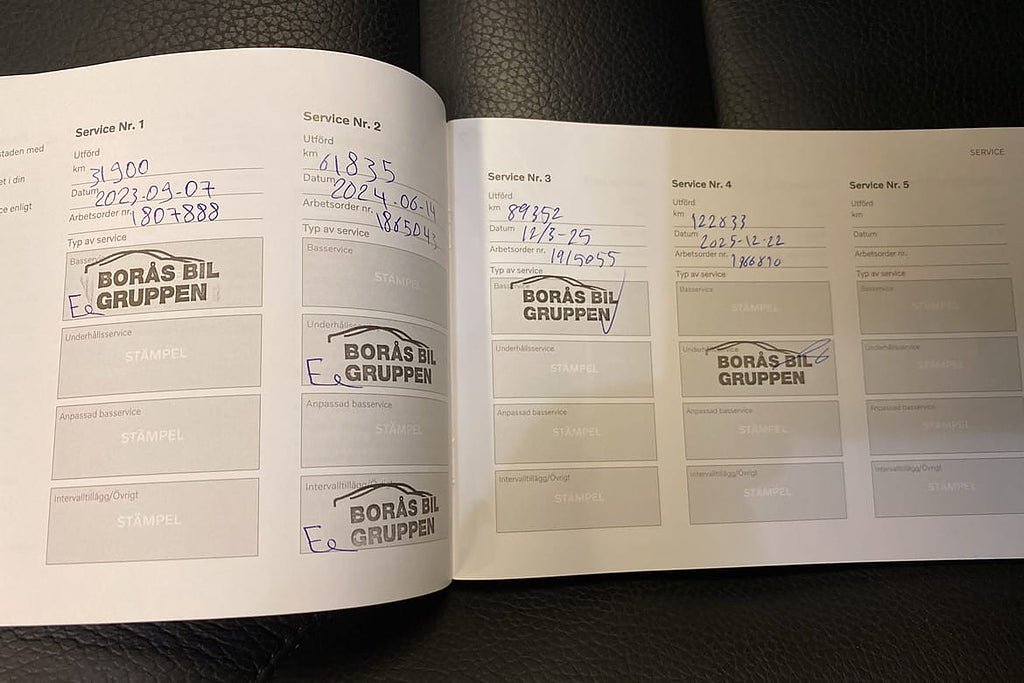 staden med
et i din
ce enligt
Service Nr. 1
Utförd
km 31900
Datum 2023-09-07
Arbetsorder nr. 1807888
Typ av service
Basserv
BORÅS BIL
GRUPPEN
Ee
Underhållsservice
STÄMPEL
Anpassad basservice
STÄMPEL
Intervalltillägg/Övrigt
STÄMPEL
Service Nr. 2
Utförd
km 61835
Datum 2024-06-14
Arbetsorder nr. 1865043
Typ av service
Basservice
STÄMPEL
Underhållsservice
BORÅS BIL
Ee GRUPPEN
Anpassad basservice
STÄMPEL
Intervalltillägg/Övrigt
BORÅS BIL
Ee GRUPPEN
SERVICE
Service Nr. 3
Utförd
km 89352
Datum 12/3-25
Arbetsorder nr. 1915055
Typ av service
Bas
BORÅS BIL
GRUPPEN
Underhållsservice
STÄMPEL
Anpassad basservice
STÄMPEL
Intervalltillägg/Övrigt
STÄMPEL
Service Nr. 4
Utförd
km 122833
Datum 2025-12-22
Arbetsorder nr.
Typ av service
Basservice
STÄMPEL
Underhållsservice
BORÅS BIL
GRUPPEN
Anpassad basservice
STÄMPEL
Intervalltillägg/Övrigt
STÄMPEL
Service Nr. 5
Utförd
km
Datum
Arbetsorder nr.
Typ av service
Basservice
STÄMPEL
Underhållsservice
STÄMPEL
Anpassad basservice
STÄMPEL
Intervalltillägg/Övrigt
STÄMPEL